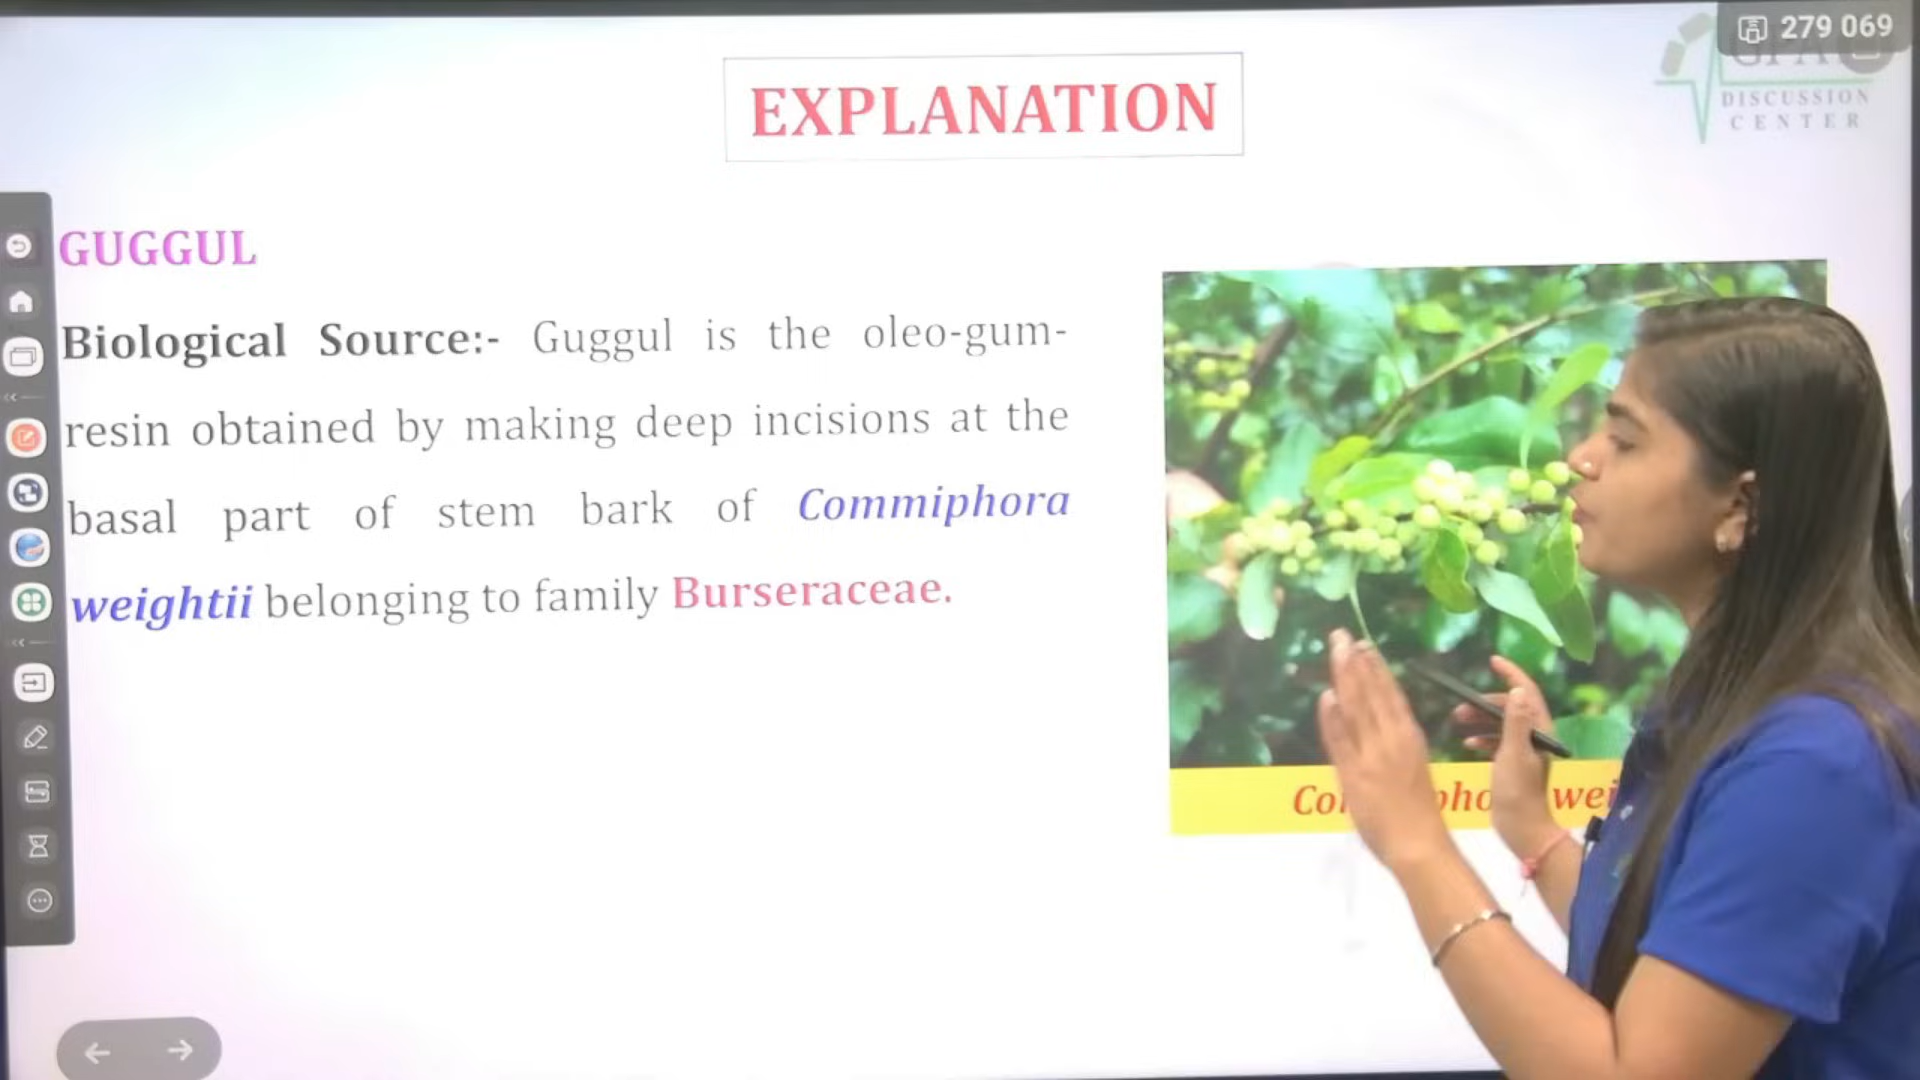 279 069
DISCUSSION
CENTER
EXPLANATION
GUGGUL
Biological Source:- Guggul is the oleo-gum-
resin obtained by making deep incisions at the
basal part of stem bark of Commiphora
weightii belonging to family Burseraceae.